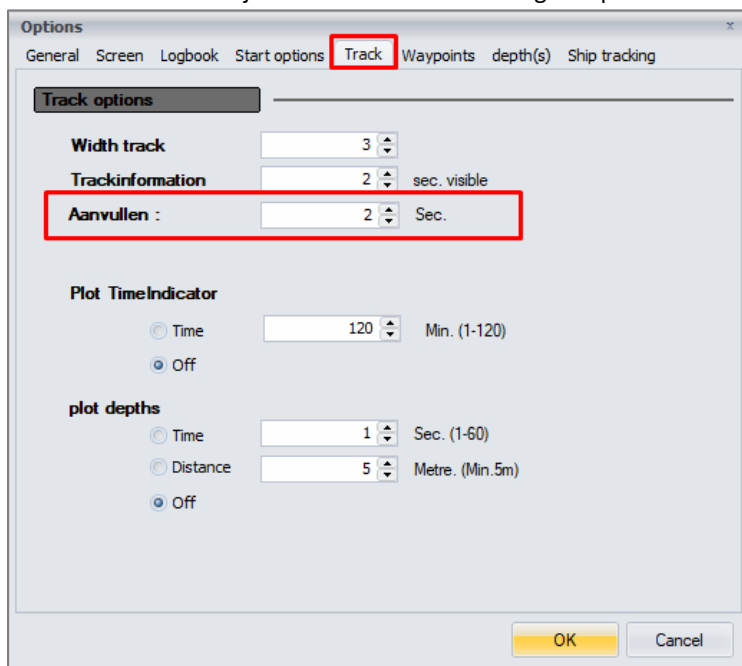 Options x
General Screen Logbook Start options Track Waypoints depth(s) Ship tracking
Track options
Width track 3
Trackinformation 2 sec. visible
Aanvullen : 2 Sec.
Plot TimeIndicator
Time 120 Min. (1-120)
Off
plot depths
Time 1 Sec. (1-60)
Distance 5 Metre. (Min.5m)
Off
OK Cancel